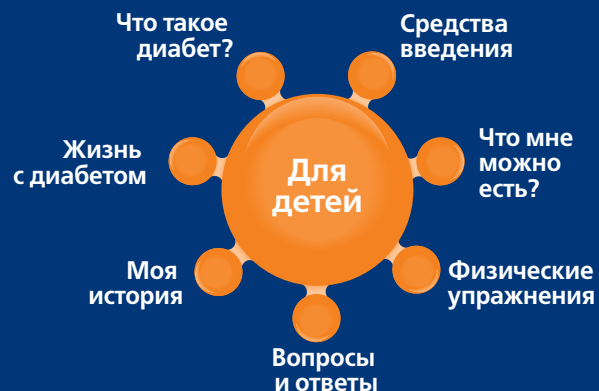 Что такое
диабет?
Средства
введения
Жизнь
с диабетом
Для
детей
Что мне
можно
есть?
Моя
история
Физические
упражнения
Вопросы
и ответы